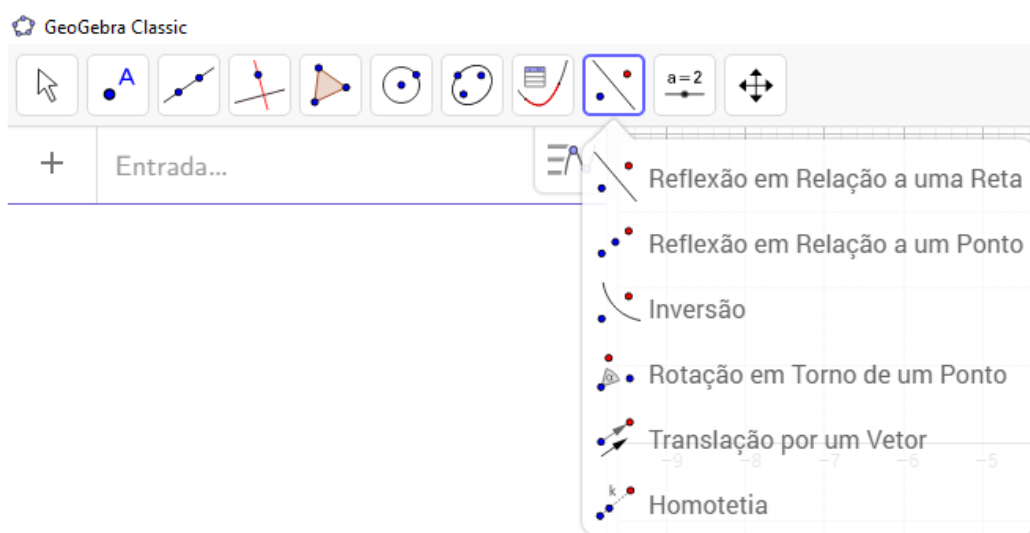 GeoGebra Classic
A
a=2
+
Entrada...
Reflexão em Relação a uma Reta
Reflexão em Relação a um Ponto
Inversão
α
Rotação em Torno de um Ponto
Translação por um Vetor
-9 -8 -7 -6 -5
k
Homotetia